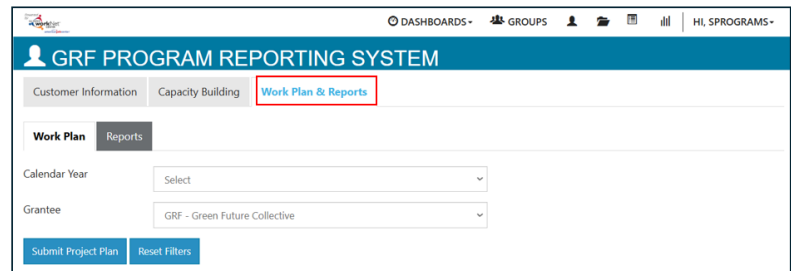 DASHBOARDS GROUPS HI, SPROGRAMS
GRF PROGRAM REPORTING SYSTEM
Customer Information Capacity Building Work Plan & Reports
Work Plan Reports
Calendar Year Select
Grantee GRF - Green Future Collective
Submit Project Plan Reset Filters